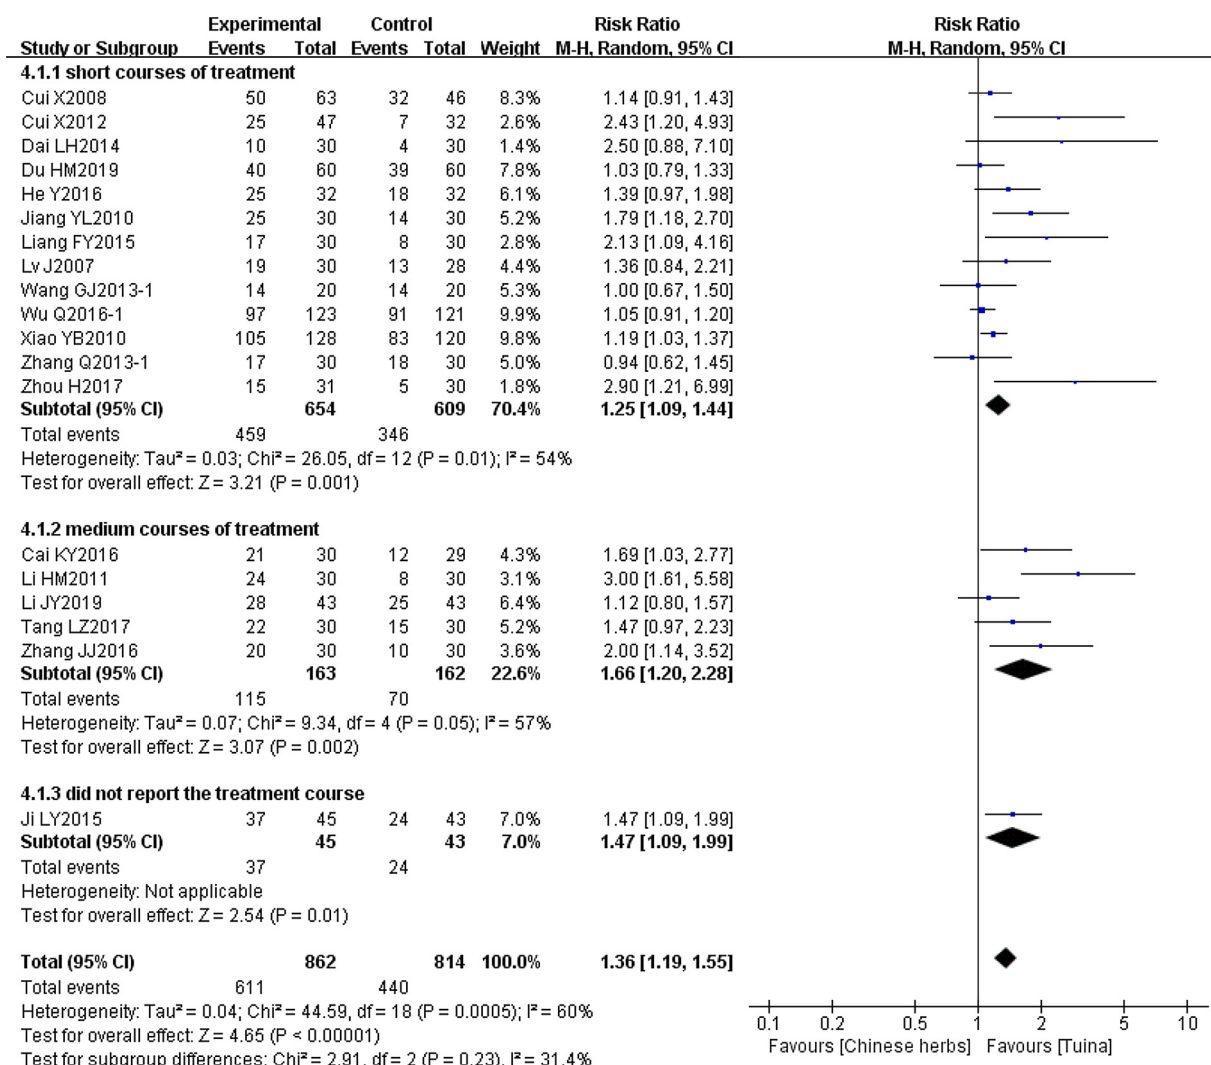 Experimental Control Risk Ratio Risk Ratio
Study or Subgroup Events Total Events Total Weight M-H, Random, 95% CI M-H, Random, 95% CI
4.1.1 short courses of treatment
Cui X2008 50 63 32 46 8.3% 1.14 [0.91, 1.43]
Cui X2012 25 47 7 32 2.6% 2.43 [1.20, 4.93]
Dai LH2014 10 30 4 30 1.4% 2.50 [0.88, 7.10]
Du HM2019 40 60 39 60 7.8% 1.03 [0.79, 1.33]
He Y2016 25 32 18 32 6.1% 1.39 [0.97, 1.98]
Jiang YL2010 25 30 14 30 5.2% 1.79 [1.18, 2.70]
Liang FY2015 17 30 8 30 2.8% 2.13 [1.09, 4.16]
Lv J2007 19 30 13 28 4.4% 1.36 [0.84, 2.21]
Wang GJ2013-1 14 20 14 20 5.3% 1.00 [0.67, 1.50]
Wu Q2016-1 97 123 91 121 9.9% 1.05 [0.91, 1.20]
Xiao YB2010 105 128 83 120 9.8% 1.19 [1.03, 1.37]
Zhang Q2013-1 17 30 18 30 5.0% 0.94 [0.62, 1.45]
Zhou H2017 15 31 5 30 1.8% 2.90 [1.21, 6.99]
Subtotal (95% CI) 654 609 70.4% 1.25 [1.09, 1.44]
Total events 459 346
Heterogeneity: Tau² = 0.03; Chi² = 26.05, df = 12 (P = 0.01); I² = 54%
Test for overall effect: Z = 3.21 (P = 0.001)
4.1.2 medium courses of treatment
Cai KY2016 21 30 12 29 4.3% 1.69 [1.03, 2.77]
Li HM2011 24 30 8 30 3.1% 3.00 [1.61, 5.58]
Li JY2019 28 43 25 43 6.4% 1.12 [0.80, 1.57]
Tang LZ2017 22 30 15 30 5.2% 1.47 [0.97, 2.23]
Zhang JJ2016 20 30 10 30 3.6% 2.00 [1.14, 3.52]
Subtotal (95% CI) 163 162 22.6% 1.66 [1.20, 2.28]
Total events 115 70
Heterogeneity: Tau² = 0.07; Chi² = 9.34, df = 4 (P = 0.05); I² = 57%
Test for overall effect: Z = 3.07 (P = 0.002)
4.1.3 did not report the treatment course
Ji LY2015 37 45 24 43 7.0% 1.47 [1.09, 1.99]
Subtotal (95% CI) 45 43 7.0% 1.47 [1.09, 1.99]
Total events 37 24
Heterogeneity: Not applicable
Test for overall effect: Z = 2.54 (P = 0.01)
Total (95% CI) 862 814 100.0% 1.36 [1.19, 1.55]
Total events 611 440
Heterogeneity: Tau² = 0.04; Chi² = 44.59, df = 18 (P = 0.0005); I² = 60%
Test for overall effect: Z = 4.65 (P < 0.00001)
Test for subgroup differences: Chi² = 2.91, df = 2 (P = 0.23), I² = 31.4%
0.1 0.2 0.5 1 2 5 10
Favours [Chinese herbs] Favours [Tuina]